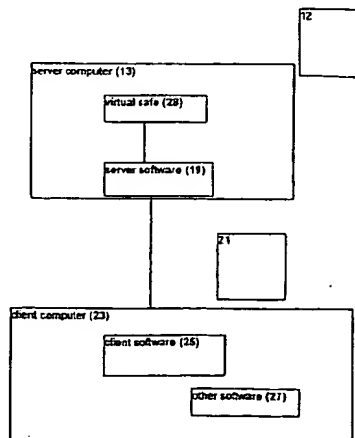 12
server computer (13)
virtual safe (28)
server software (19)
21
client computer (23)
client software (25)
other software (27)